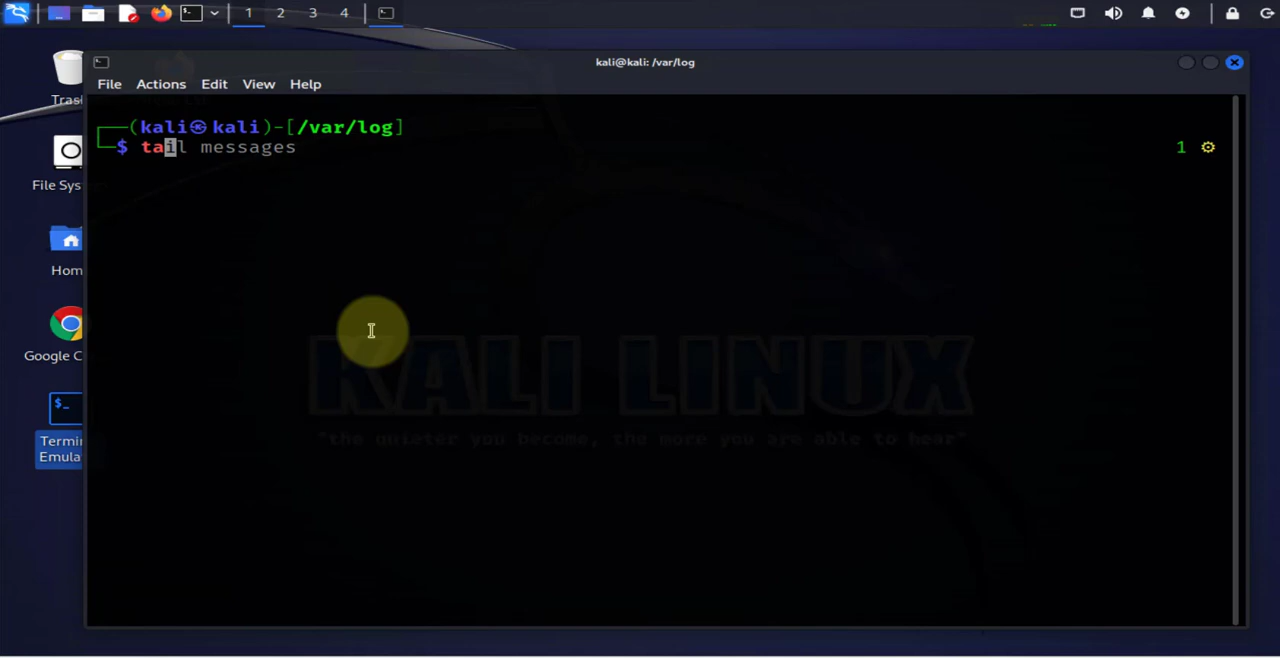 1 2 3 4
kali@kali: /var/log
File Actions Edit View Help
Tras
(kali㉿kali)-[/var/log]
$ tail messages
1
File Sys
Hom
KALI LINUX
"the quieter you become, the more you are able to hear"
Google C
$_
Termin
Emula